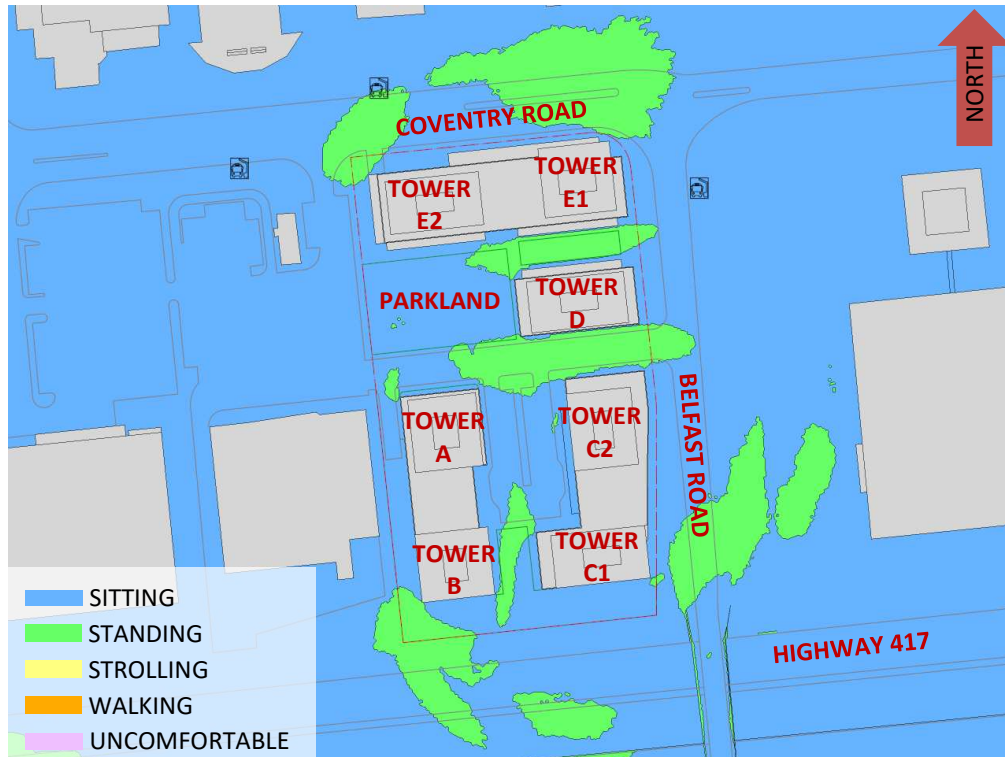 NORTH
COVENTRY ROAD
TOWER
E2
TOWER
E1
PARKLAND
TOWER
D
TOWER
A
TOWER
C2
BELFAST ROAD
TOWER
B
TOWER
C1
HIGHWAY 417
SITTING
STANDING
STROLLING
WALKING
UNCOMFORTABLE